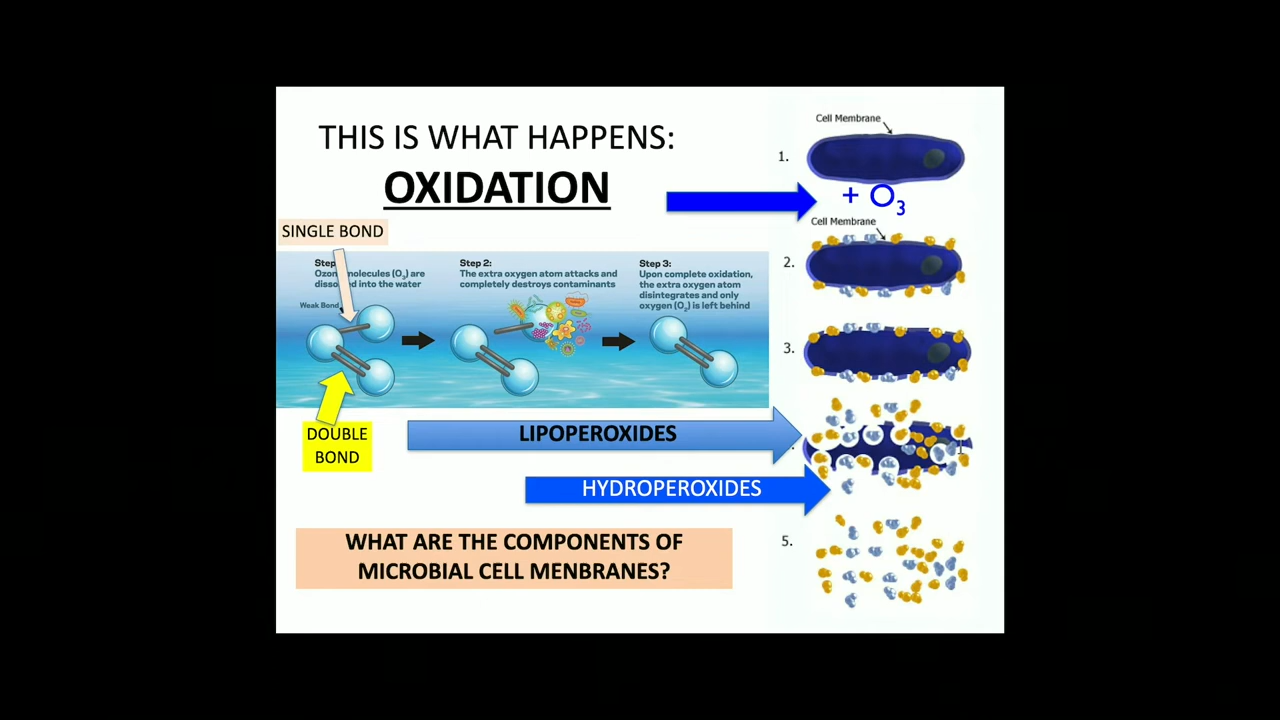 THIS IS WHAT HAPPENS:
OXIDATION
SINGLE BOND
Step
Ozon molecules (O₃) are
disso ed into the water
Weak Bond
Step 2:
The extra oxygen atom attacks and
completely destroys contaminants
Step 3:
Upon complete oxidation,
the extra oxygen atom
disintegrates and only
oxygen (O₂) is left behind
DOUBLE
BOND
LIPOPEROXIDES
HYDROPEROXIDES
WHAT ARE THE COMPONENTS OF
MICROBIAL CELL MENBRANES?
Cell Membrane
1.
+ O₃
Cell Membrane
2.
3.
5.